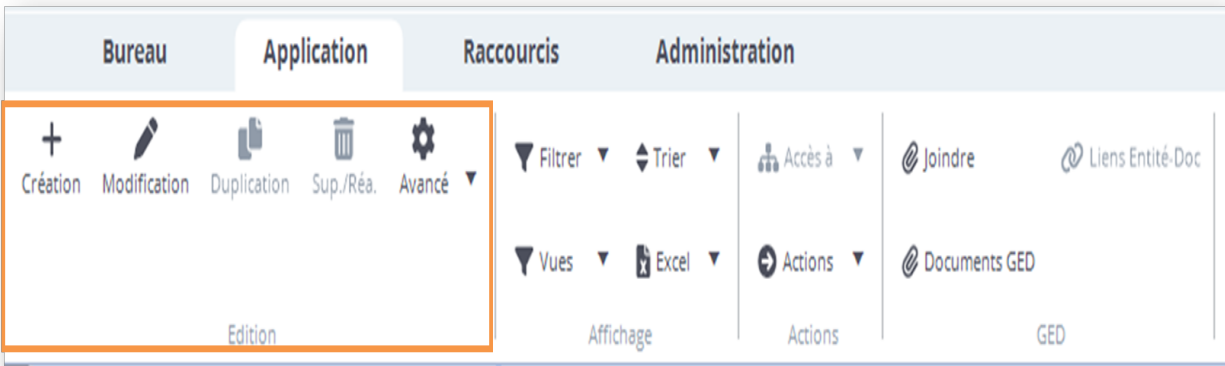 Bureau Application Raccourcis Administration
Création Modification Duplication Sup./Réa. Avancé
Filtrer Trier Accès à Joindre Liens Entité-Doc
Vues Excel Actions Documents GED
Edition Affichage Actions GED